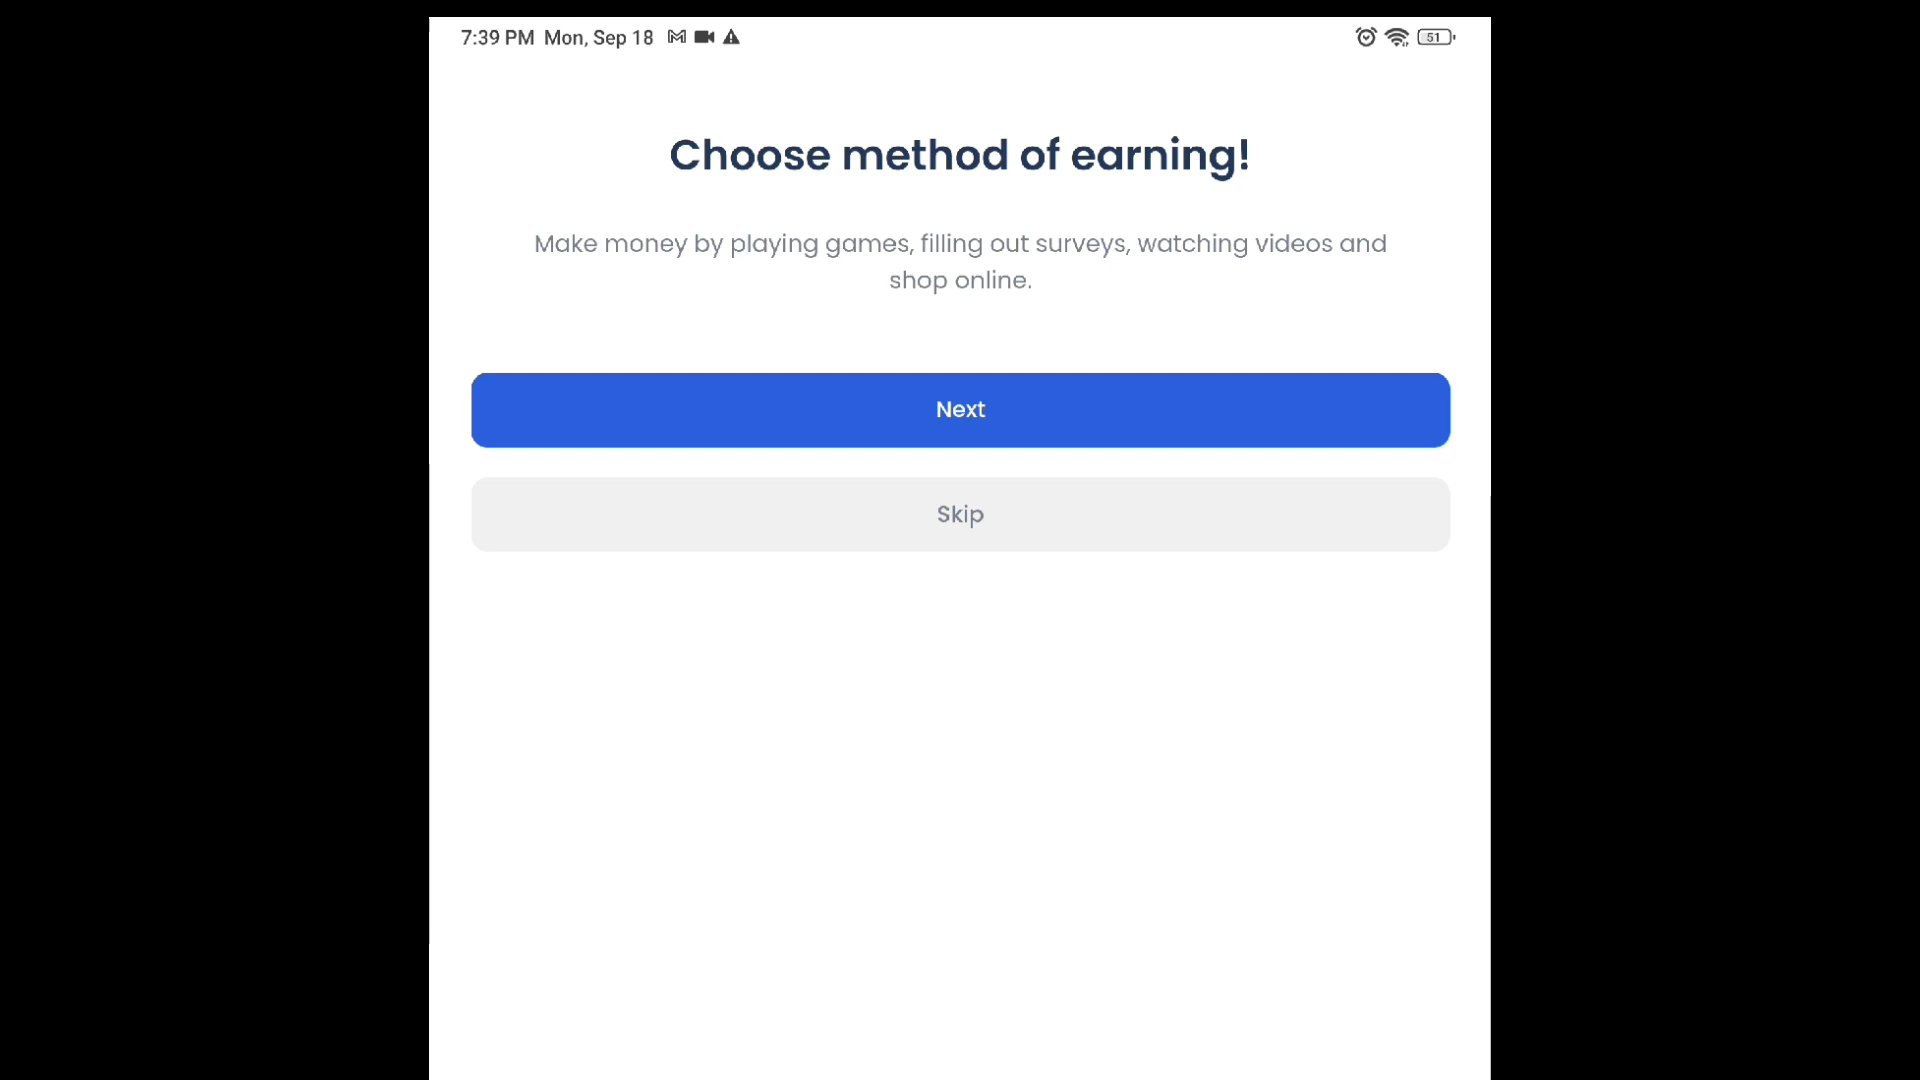 7:39 PM Mon, Sep 18
51
Choose method of earning!
Make money by playing games, filling out surveys, watching videos and
shop online.
Next
Skip